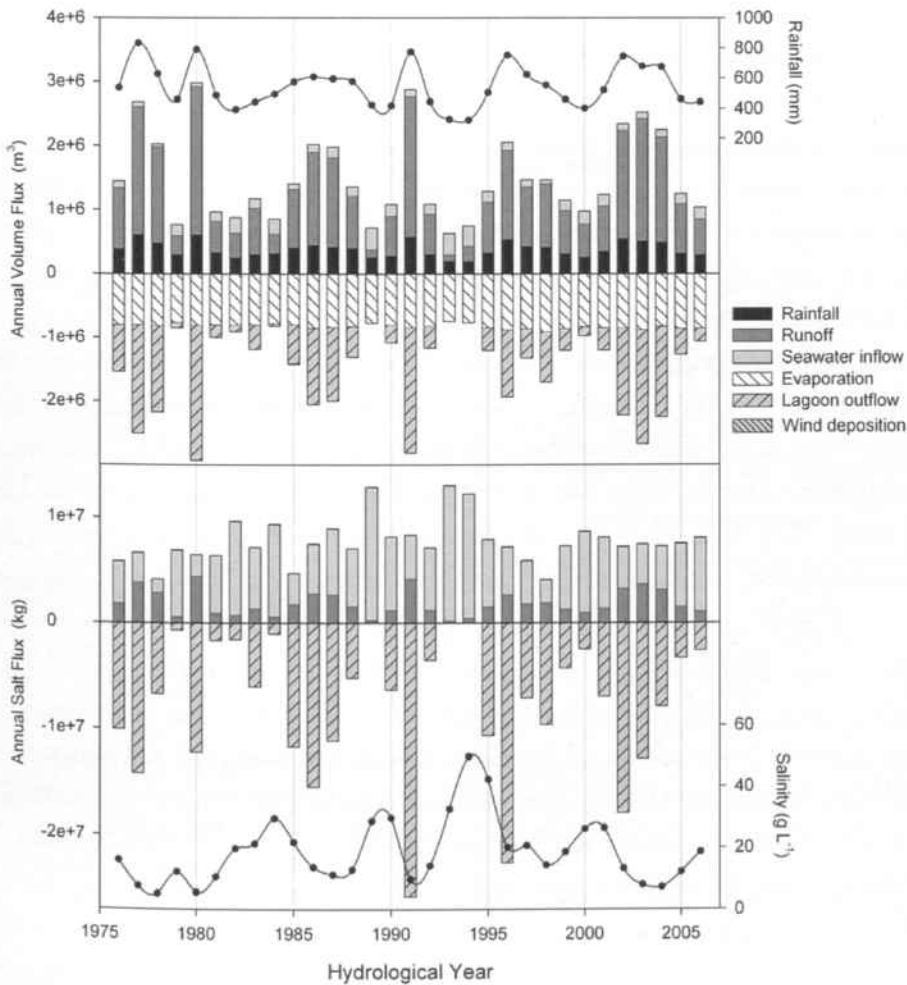 4e+6
3e+6
2e+6
1e+6
0
-1e+6
-2e+6
Annual Volume Flux (m³)
1000
800
600
400
200
Rainfall (mm)
Rainfall
Runoff
Seawater inflow
Evaporation
Lagoon outflow
Wind deposition
1e+7
0
-1e+7
-2e+7
Annual Salt Flux (kg)
60
40
20
0
Salinity (g L⁻¹)
1975
1980
1985
1990
1995
2000
2005
Hydrological Year